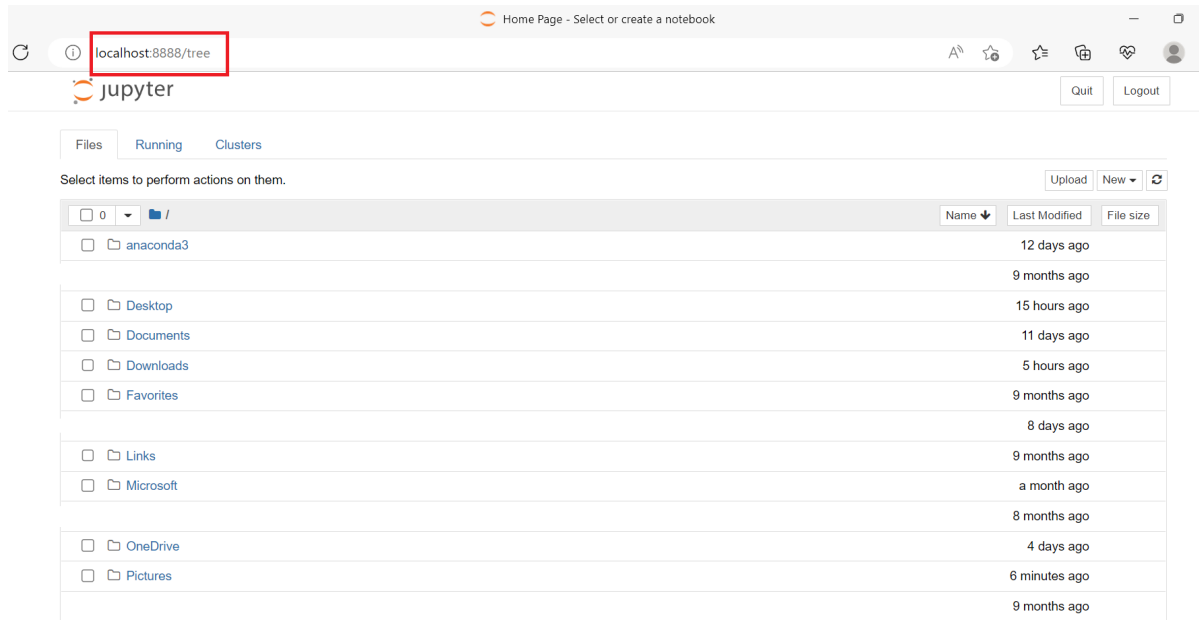 Home Page - Select or create a notebook
localhost:8888/tree
jupyter
Quit Logout
Files Running Clusters
Select items to perform actions on them.
Upload New
0 / Name Last Modified File size
anaconda3 12 days ago
9 months ago
Desktop 15 hours ago
Documents 11 days ago
Downloads 5 hours ago
Favorites 9 months ago
8 days ago
Links 9 months ago
Microsoft a month ago
8 months ago
OneDrive 4 days ago
Pictures 6 minutes ago
9 months ago